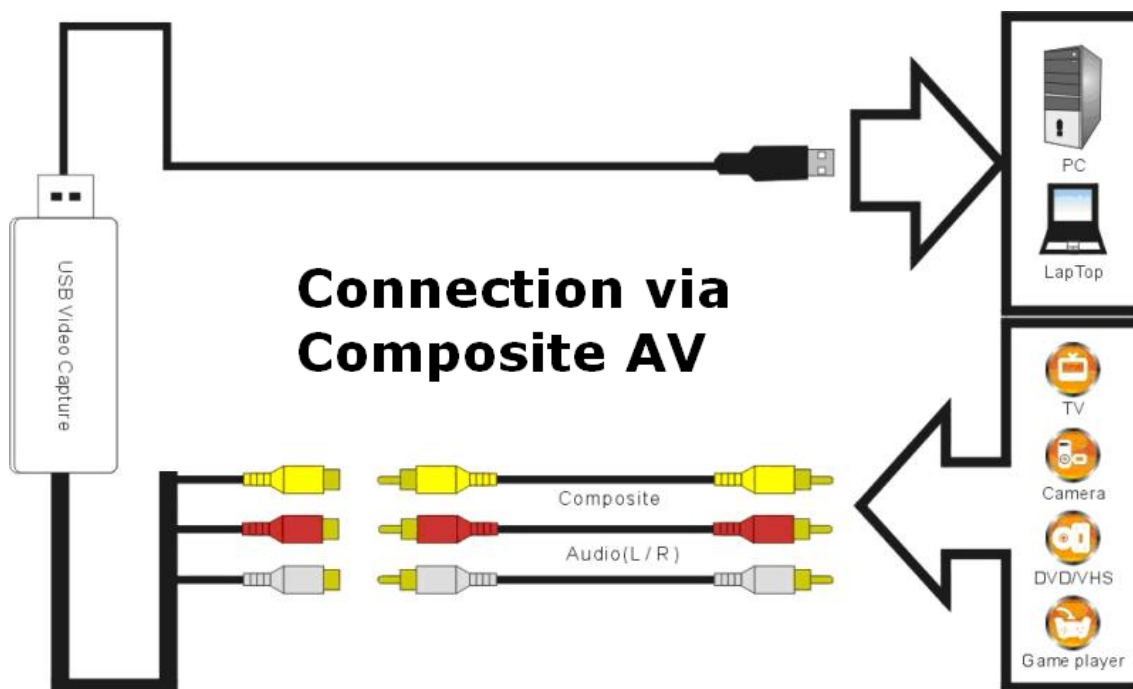 PC
LapTop
USB Video Capture
Connection via
Composite AV
TV
Composite
Camera
Audio(L / R)
DVD/VHS
Game player